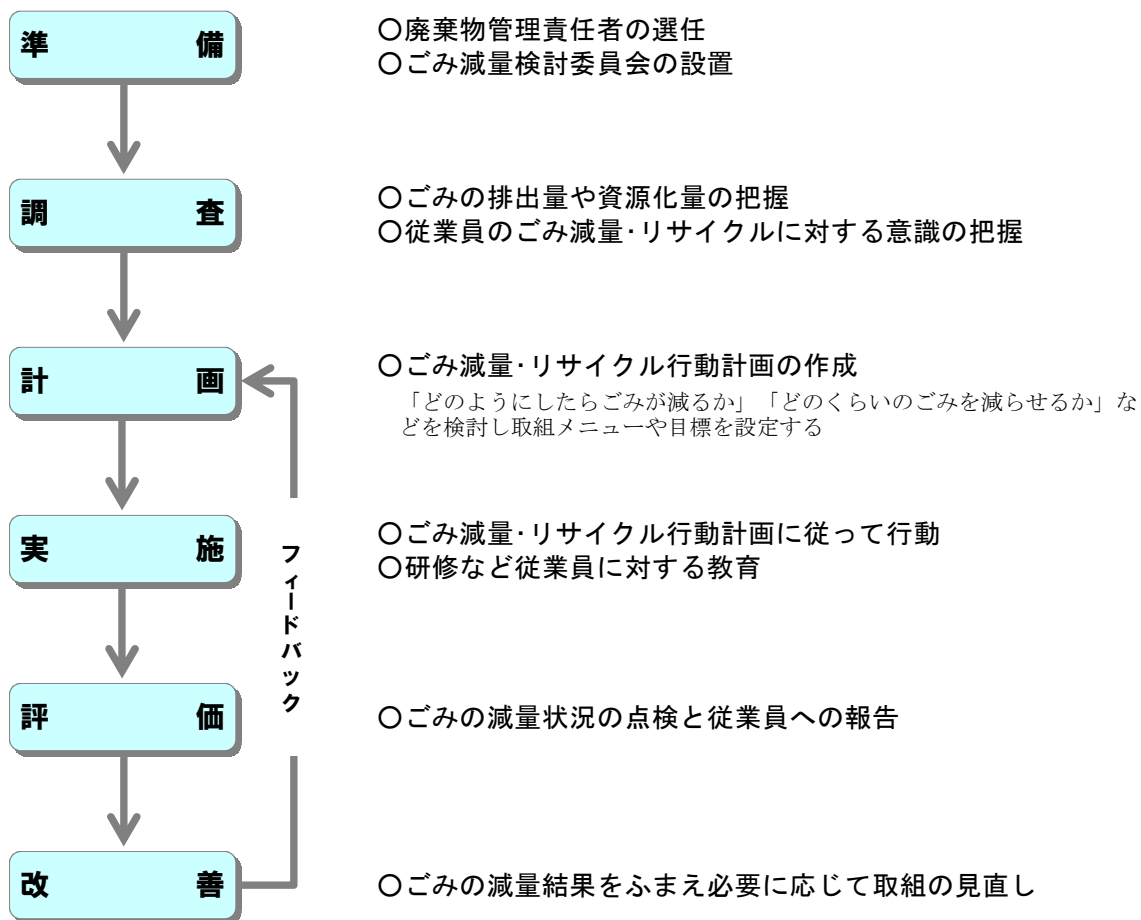 準備
〇廃棄物管理責任者の選任
〇ごみ減量検討委員会の設置
調査
〇ごみの排出量や資源化量の把握
〇従業員のごみ減量・リサイクルに対する意識の把握
計画
〇ごみ減量・リサイクル行動計画の作成
「どのようにしたらごみが減るか」「どのくらいのごみを減らせるか」な
どを検討し取組メニューや目標を設定する
実施
〇ごみ減量・リサイクル行動計画に従って行動
〇研修など従業員に対する教育
フィードバック
評価
〇ごみの減量状況の点検と従業員への報告
改善
〇ごみの減量結果をふまえ必要に応じて取組の見直し